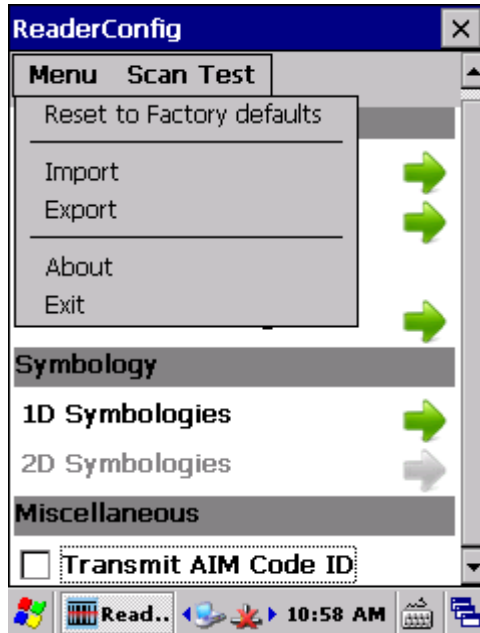 ReaderConfig
Menu Scan Test
Reset to Factory defaults
Import
Export
About
Exit
Symbology
1D Symbologies
2D Symbologies
Miscellaneous
Transmit AIM Code ID
Read.. 10:58 AM